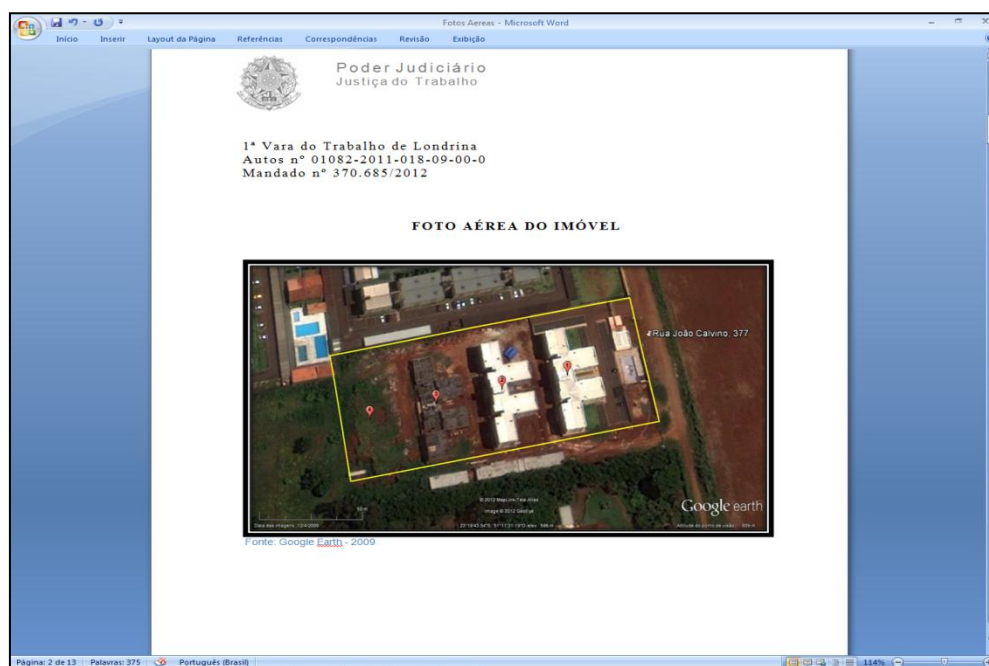 Fotos Aereas - Microsoft Word
Início Inserir Layout da Página Referências Correspondências Revisão Exibição
Poder Judiciário
Justiça do Trabalho
1ª Vara do Trabalho de Londrina
Autos nº 01082-2011-018-09-00-0
Mandado nº 370.685/2012
FOTO AÉREA DO IMÓVEL
Rua João Calvino, 377
Google earth
Fonte: Google Earth - 2009
Página: 2 de 13 Palavras: 375 Português (Brasil) 114%